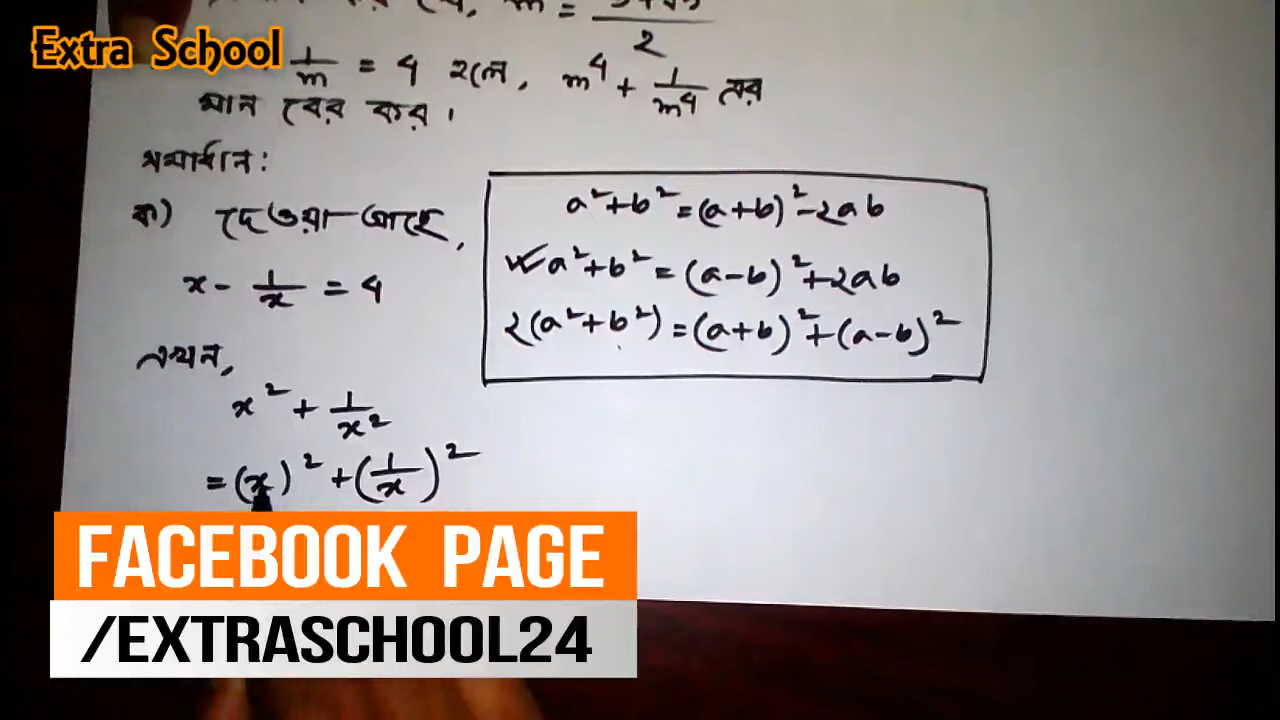 Extra School
, m =
2
1/m = 4 হলে, m⁴ + 1/m⁴ এর
মান বের কর।
সমাধান:
ক) দেওয়া আছে,
x - 1/x = 4
এখন,
x² + 1/x²
= (x)² + (1/x)²
a²+b² = (a+b)²-2ab
✓ a²+b² = (a-b)²+2ab
2(a²+b²) = (a+b)²+(a-b)²
FACEBOOK PAGE
/EXTRASCHOOL24